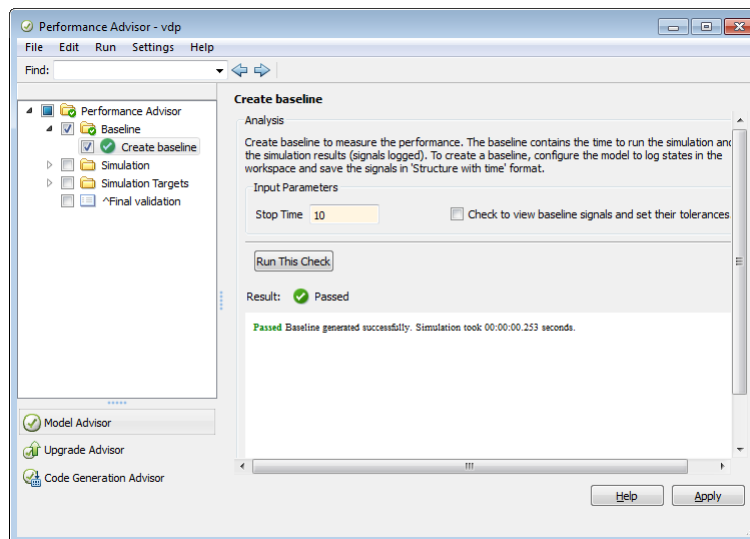 Performance Advisor - vdp
File Edit Run Settings Help
Find:
Performance Advisor
Baseline
Create baseline
Simulation
Simulation Targets
^Final validation
Model Advisor
Upgrade Advisor
Code Generation Advisor
Create baseline
Analysis
Create baseline to measure the performance. The baseline contains the time to run the simulation and
the simulation results (signals logged). To create a baseline, configure the model to log states in the
workspace and save the signals in 'Structure with time' format.
Input Parameters
Stop Time 10 Check to view baseline signals and set their tolerances
Run This Check
Result: Passed
Passed Baseline generated successfully. Simulation took 00:00:00.253 seconds.
Help Apply